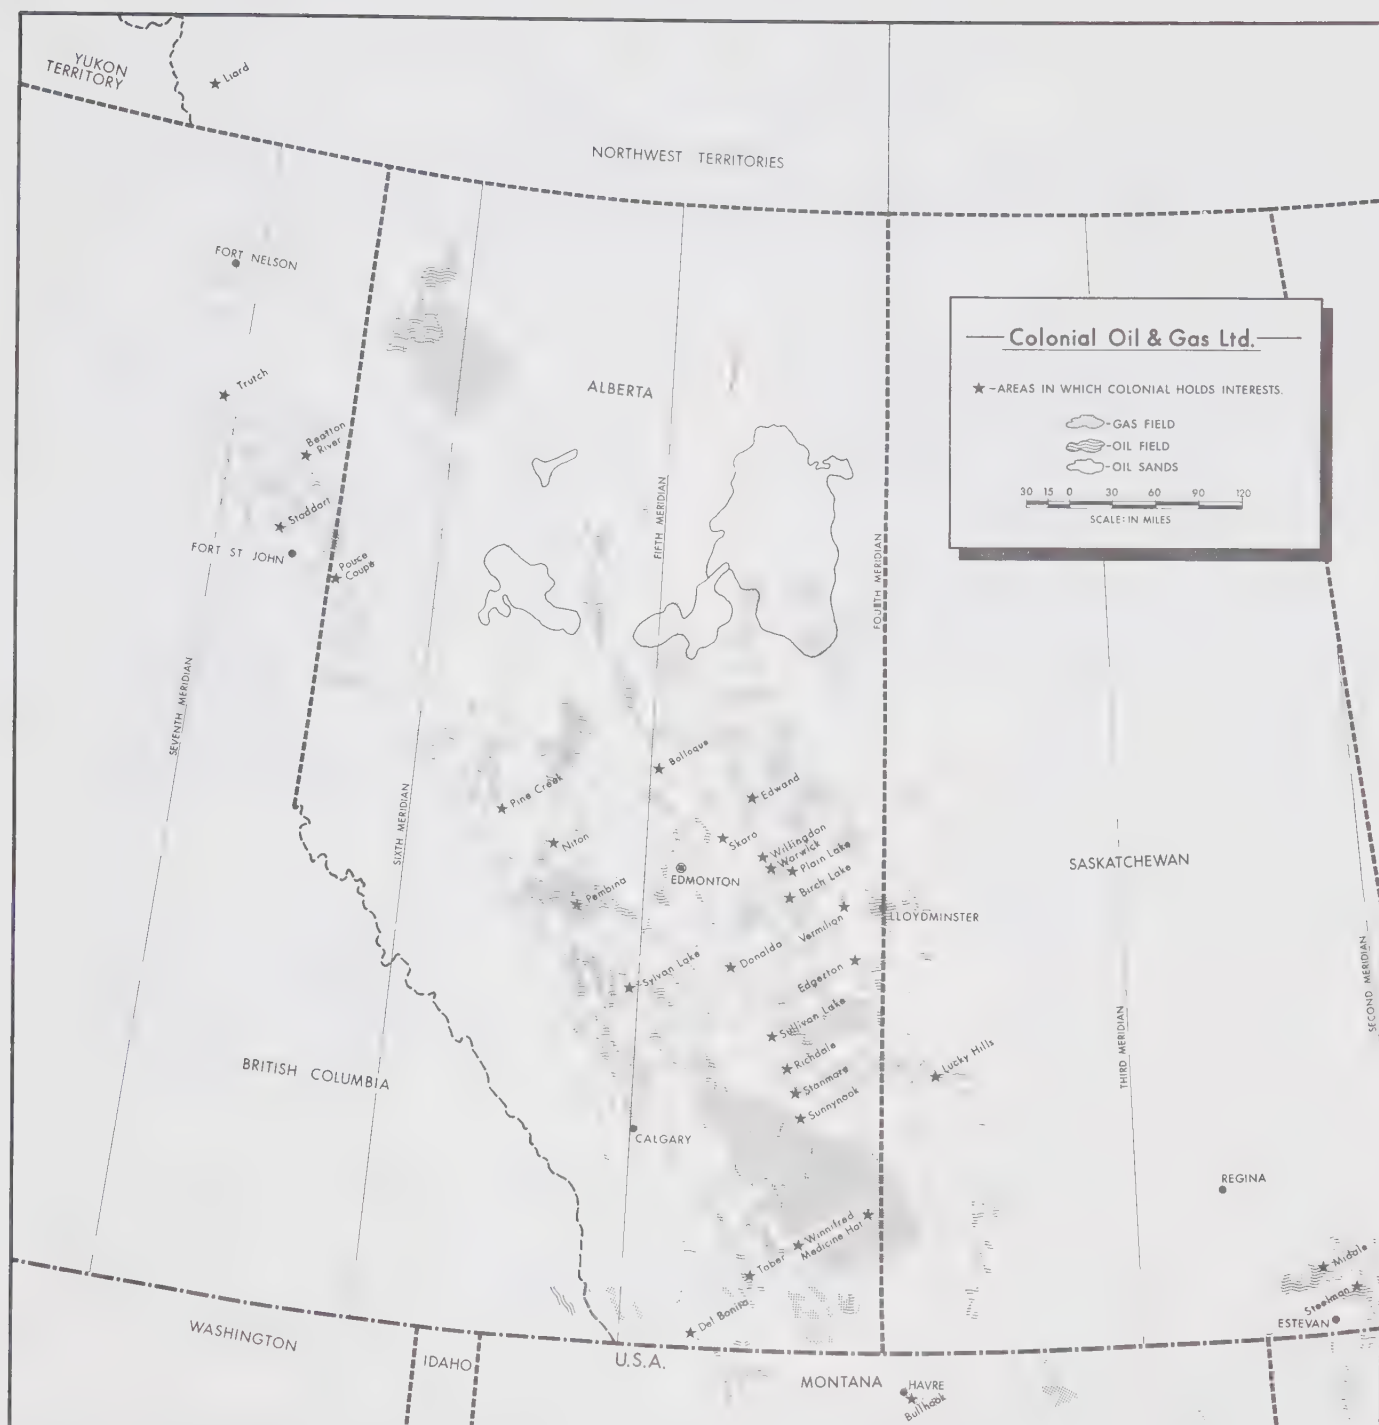 YUKON
TERRITORY
Liard
NORTHWEST TERRITORIES
FORT NELSON
Trutch
Beatton
River
Stoddart
FORT ST JOHN
Pouce
Coupé
ALBERTA
Colonial Oil & Gas Ltd.
★ -AREAS IN WHICH COLONIAL HOLDS INTERESTS.
-GAS FIELD
-OIL FIELD
-OIL SANDS
30 15 0 30 60 90 120
SCALE: IN MILES
SEVENTH MERIDIAN
SIXTH MERIDIAN
FIFTH MERIDIAN
FOURTH MERIDIAN
THIRD MERIDIAN
SECOND MERIDIAN
Bolloque
Pine Creek
Edwand
Niton
Skaro
Willingdon
Warwick
Plain Lake
EDMONTON
Birch Lake
Pembina
Vermilion
LLOYDMINSTER
SASKATCHEWAN
Donalda
Sylvan Lake
Edgerton
Sullivan Lake
Richdale
Stanmore
Sunnynook
Lucky Hills
BRITISH COLUMBIA
CALGARY
REGINA
Winnifred
Medicine Hat
Taber
Del Bonita
Midale
Steelman
ESTEVAN
WASHINGTON
IDAHO
U.S.A.
MONTANA
HAVRE
Bullhook